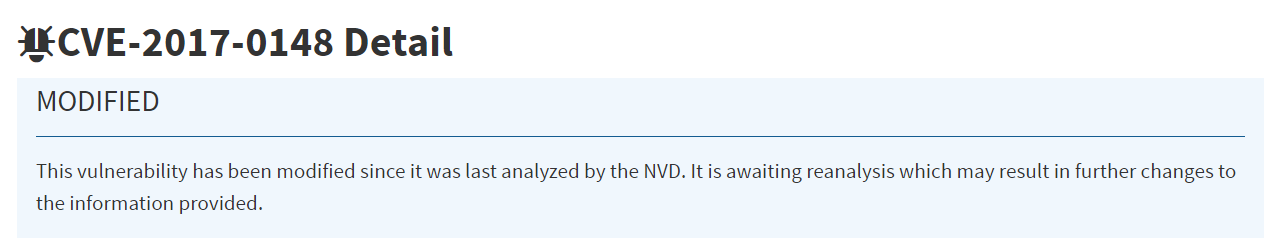 CVE-2017-0148 Detail
MODIFIED
This vulnerability has been modified since it was last analyzed by the NVD. It is awaiting reanalysis which may result in further changes to
the information provided.